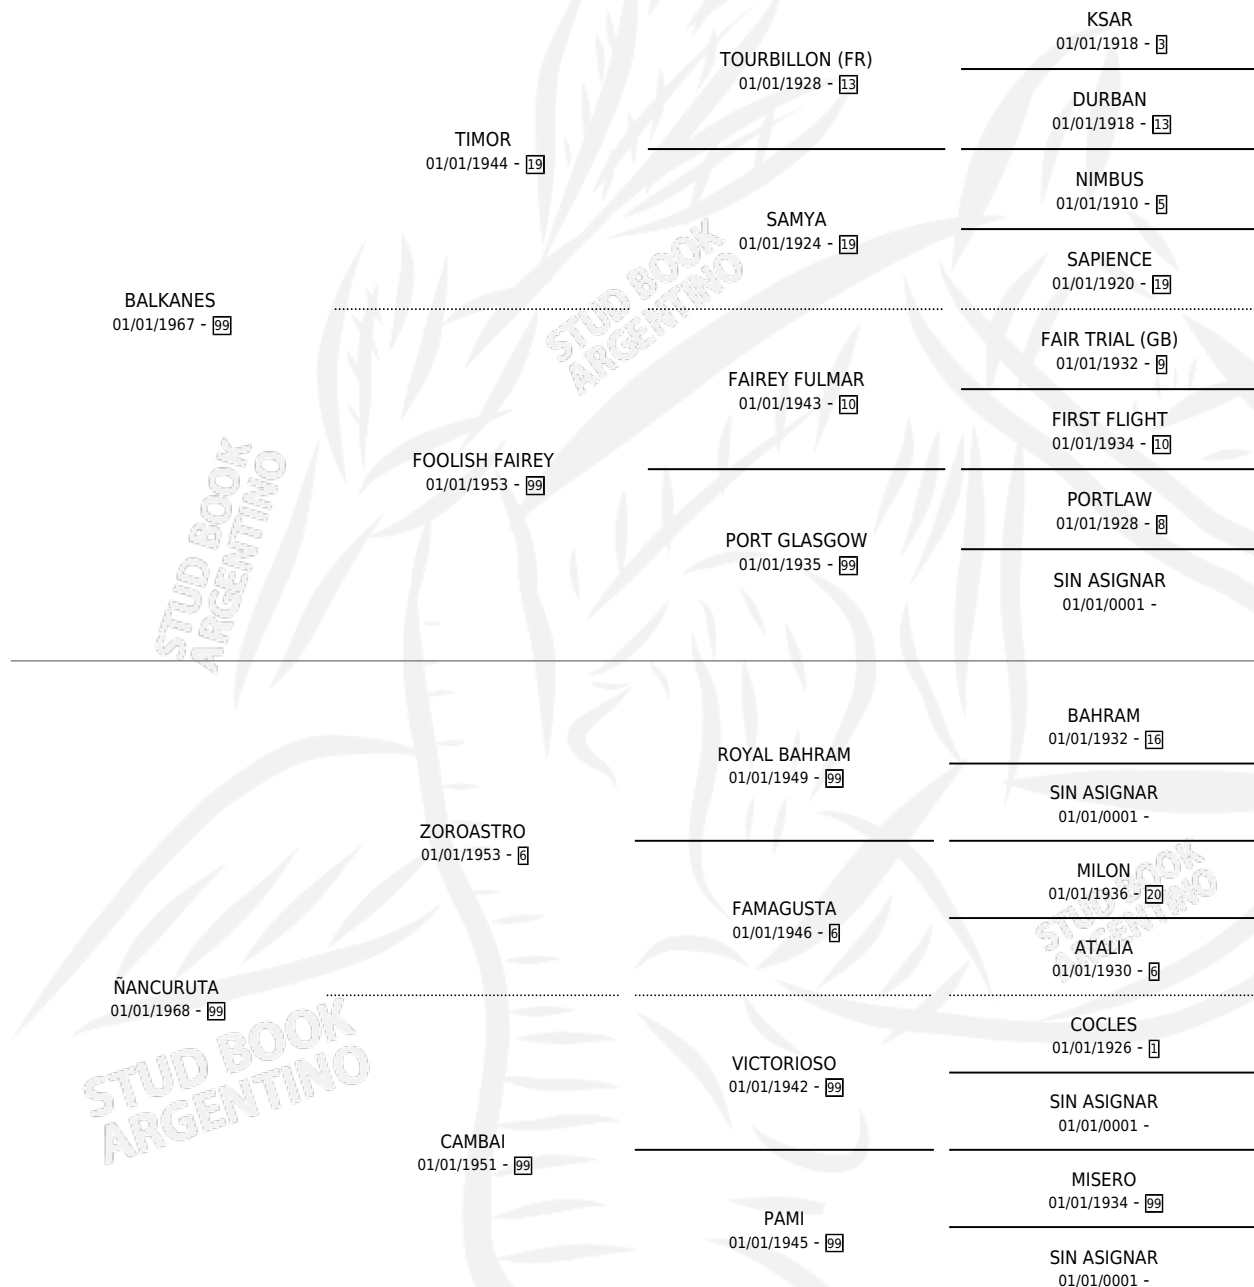 BALKANES
01/01/1967 - 99
TIMOR
01/01/1944 - 19
TOURBILLON (FR)
01/01/1928 - 13
KSAR
01/01/1918 - 3
DURBAN
01/01/1918 - 13
SAMYA
01/01/1924 - 19
NIMBUS
01/01/1910 - 5
SAPIENCE
01/01/1920 - 19
FOOLISH FAIREY
01/01/1953 - 99
FAIREY FULMAR
01/01/1943 - 10
FAIR TRIAL (GB)
01/01/1932 - 9
FIRST FLIGHT
01/01/1934 - 10
PORT GLASGOW
01/01/1935 - 99
PORTLAW
01/01/1928 - 8
SIN ASIGNAR
01/01/0001 -
ÑANCURUTA
01/01/1968 - 99
ZOROASTRO
01/01/1953 - 6
ROYAL BAHRAM
01/01/1949 - 99
BAHRAM
01/01/1932 - 16
SIN ASIGNAR
01/01/0001 -
FAMAGUSTA
01/01/1946 - 6
MILON
01/01/1936 - 20
ATALIA
01/01/1930 - 6
CAMBAI
01/01/1951 - 99
VICTORIOSO
01/01/1942 - 99
COCLES
01/01/1926 - 1
SIN ASIGNAR
01/01/0001 -
PAMI
01/01/1945 - 99
MISERO
01/01/1934 - 99
SIN ASIGNAR
01/01/0001 -
STUD BOOK
ARGENTINO
STUD BOOK
ARGENTINO
STUD BOOK
ARGENTINO
STUD BOOK
ARGENTINO